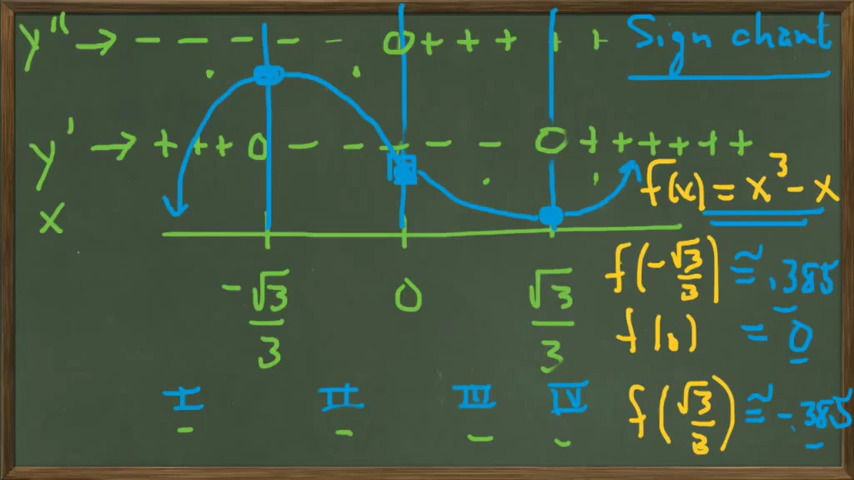 y'' → − − − − − 0 + + + + + Sign chart
y' → + + + 0 − − − − − 0 + + + + + +
f(x) = x³ − x
x
−√3/3 0 √3/3
f(−√3/3) ≅ .385
f(0) = 0
I II III IV
f(√3/3) ≅ −.385